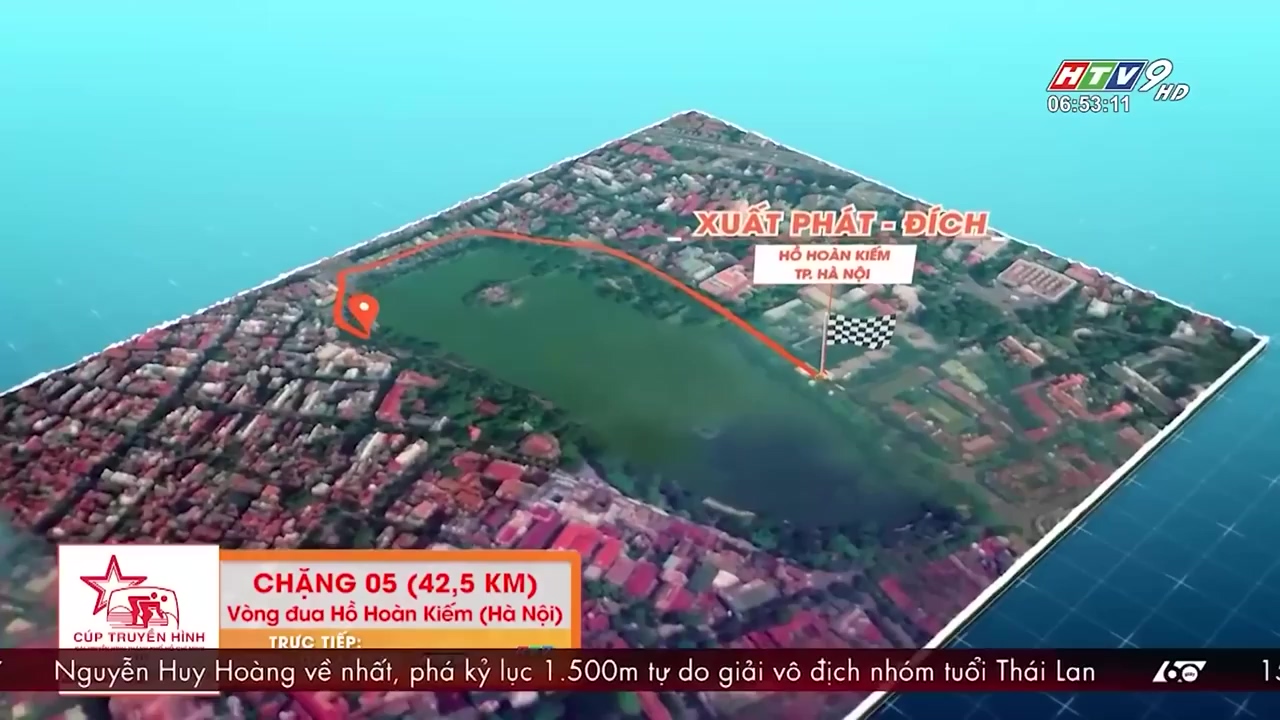 HTV9 HD
06:53:11
XUẤT PHÁT - ĐÍCH
HỒ HOÀN KIẾM
TP. HÀ NỘI
CHẶNG 05 (42,5 KM)
Vòng đua Hồ Hoàn Kiếm (Hà Nội)
CÚP TRUYỀN HÌNH
TRỰC TIẾP:
Nguyễn Huy Hoàng về nhất, phá kỷ lục 1.500m tự do giải vô địch nhóm tuổi Thái Lan
60 giây